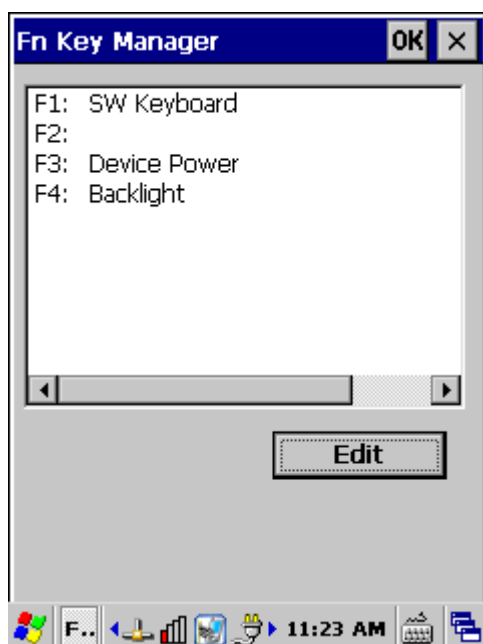 Fn Key Manager OK
F1: SW Keyboard
F2:
F3: Device Power
F4: Backlight
Edit
F.. 11:23 AM